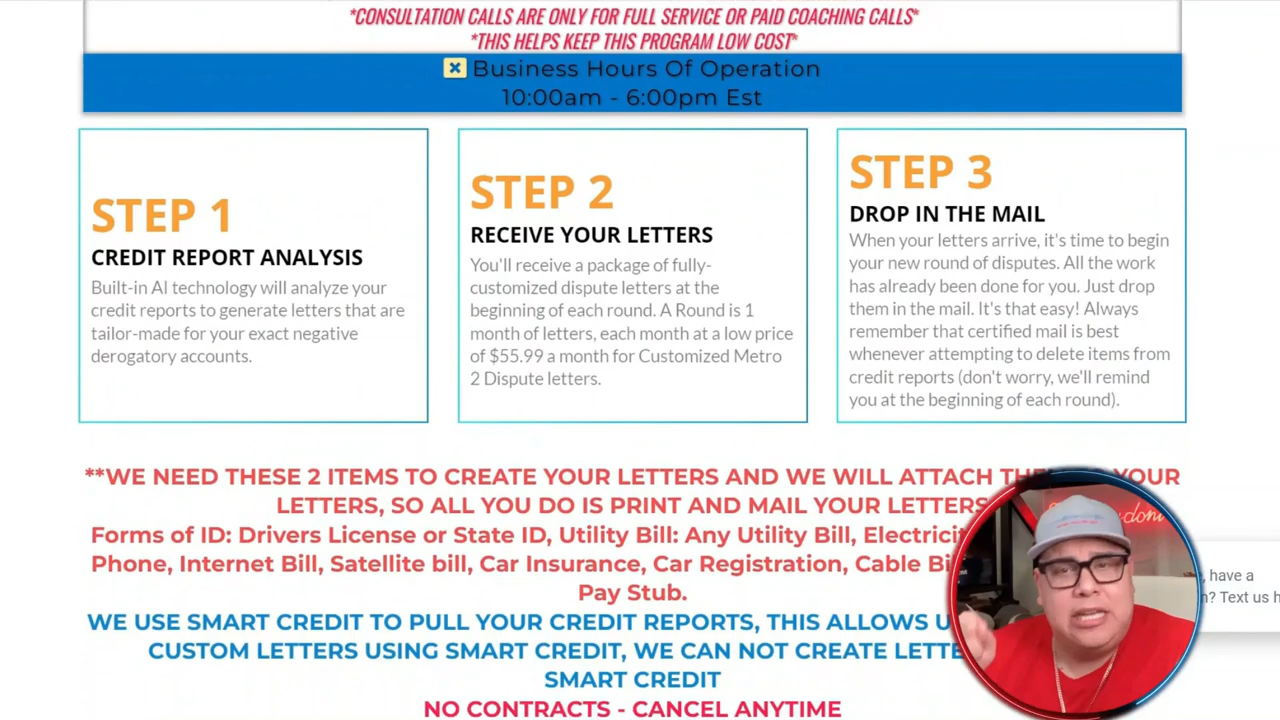 *CONSULTATION CALLS ARE ONLY FOR FULL SERVICE OR PAID COACHING CALLS*
*THIS HELPS KEEP THIS PROGRAM LOW COST*
Business Hours Of Operation
10:00am - 6:00pm Est
STEP 1
CREDIT REPORT ANALYSIS
Built-in AI technology will analyze your
credit reports to generate letters that are
tailor-made for your exact negative
derogatory accounts.
STEP 2
RECEIVE YOUR LETTERS
You'll receive a package of fully-
customized dispute letters at the
beginning of each round. A Round is 1
month of letters, each month at a low price
of $55.99 a month for Customized Metro
2 Dispute letters.
STEP 3
DROP IN THE MAIL
When your letters arrive, it's time to begin
your new round of disputes. All the work
has already been done for you. Just drop
them in the mail. It's that easy! Always
remember that certified mail is best
whenever attempting to delete items from
credit reports (don't worry, we'll remind
you at the beginning of each round).
**WE NEED THESE 2 ITEMS TO CREATE YOUR LETTERS AND WE WILL ATTACH YOUR
LETTERS, SO ALL YOU DO IS PRINT AND MAIL YOUR LETTERS
Forms of ID: Drivers License or State ID, Utility Bill: Any Utility Bill,
Phone, Internet Bill, Satellite bill, Car Insurance, Car Registration, Cable
Pay Stub.
WE USE SMART CREDIT TO PULL YOUR CREDIT REPORTS, THIS ALLOWS
CUSTOM LETTERS USING SMART CREDIT, WE CAN NOT CREATE
SMART CREDIT
NO CONTRACTS - CANCEL ANYTIME
, have a
? Text us